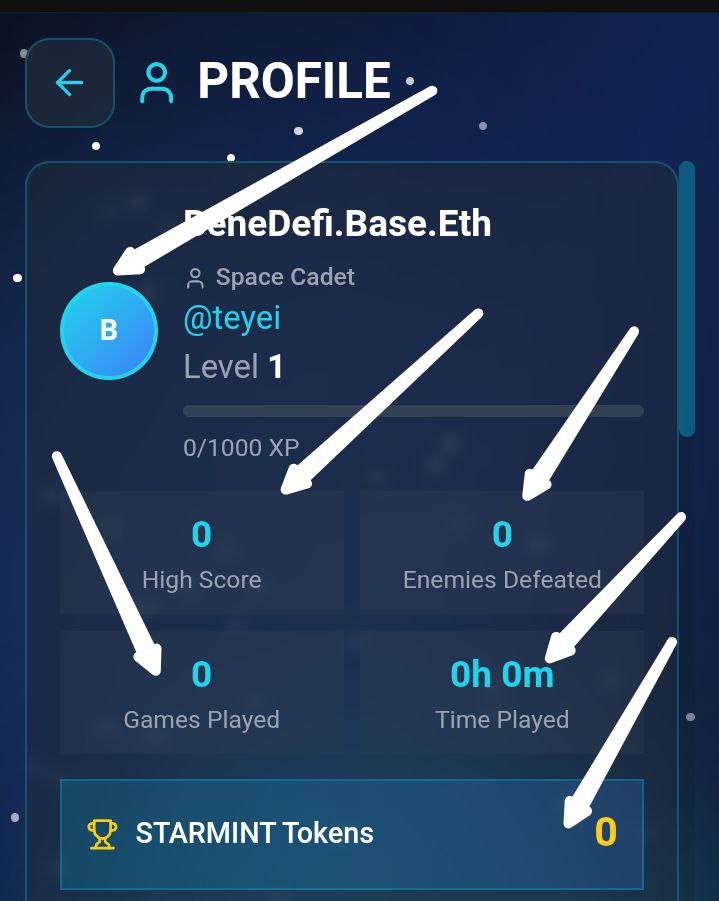 PROFILE
BeneDefi.Base.Eth
Space Cadet
@teyei
Level 1
0/1000 XP
B
0
High Score
0
Enemies Defeated
0
Games Played
0h 0m
Time Played
STARMINT Tokens 0